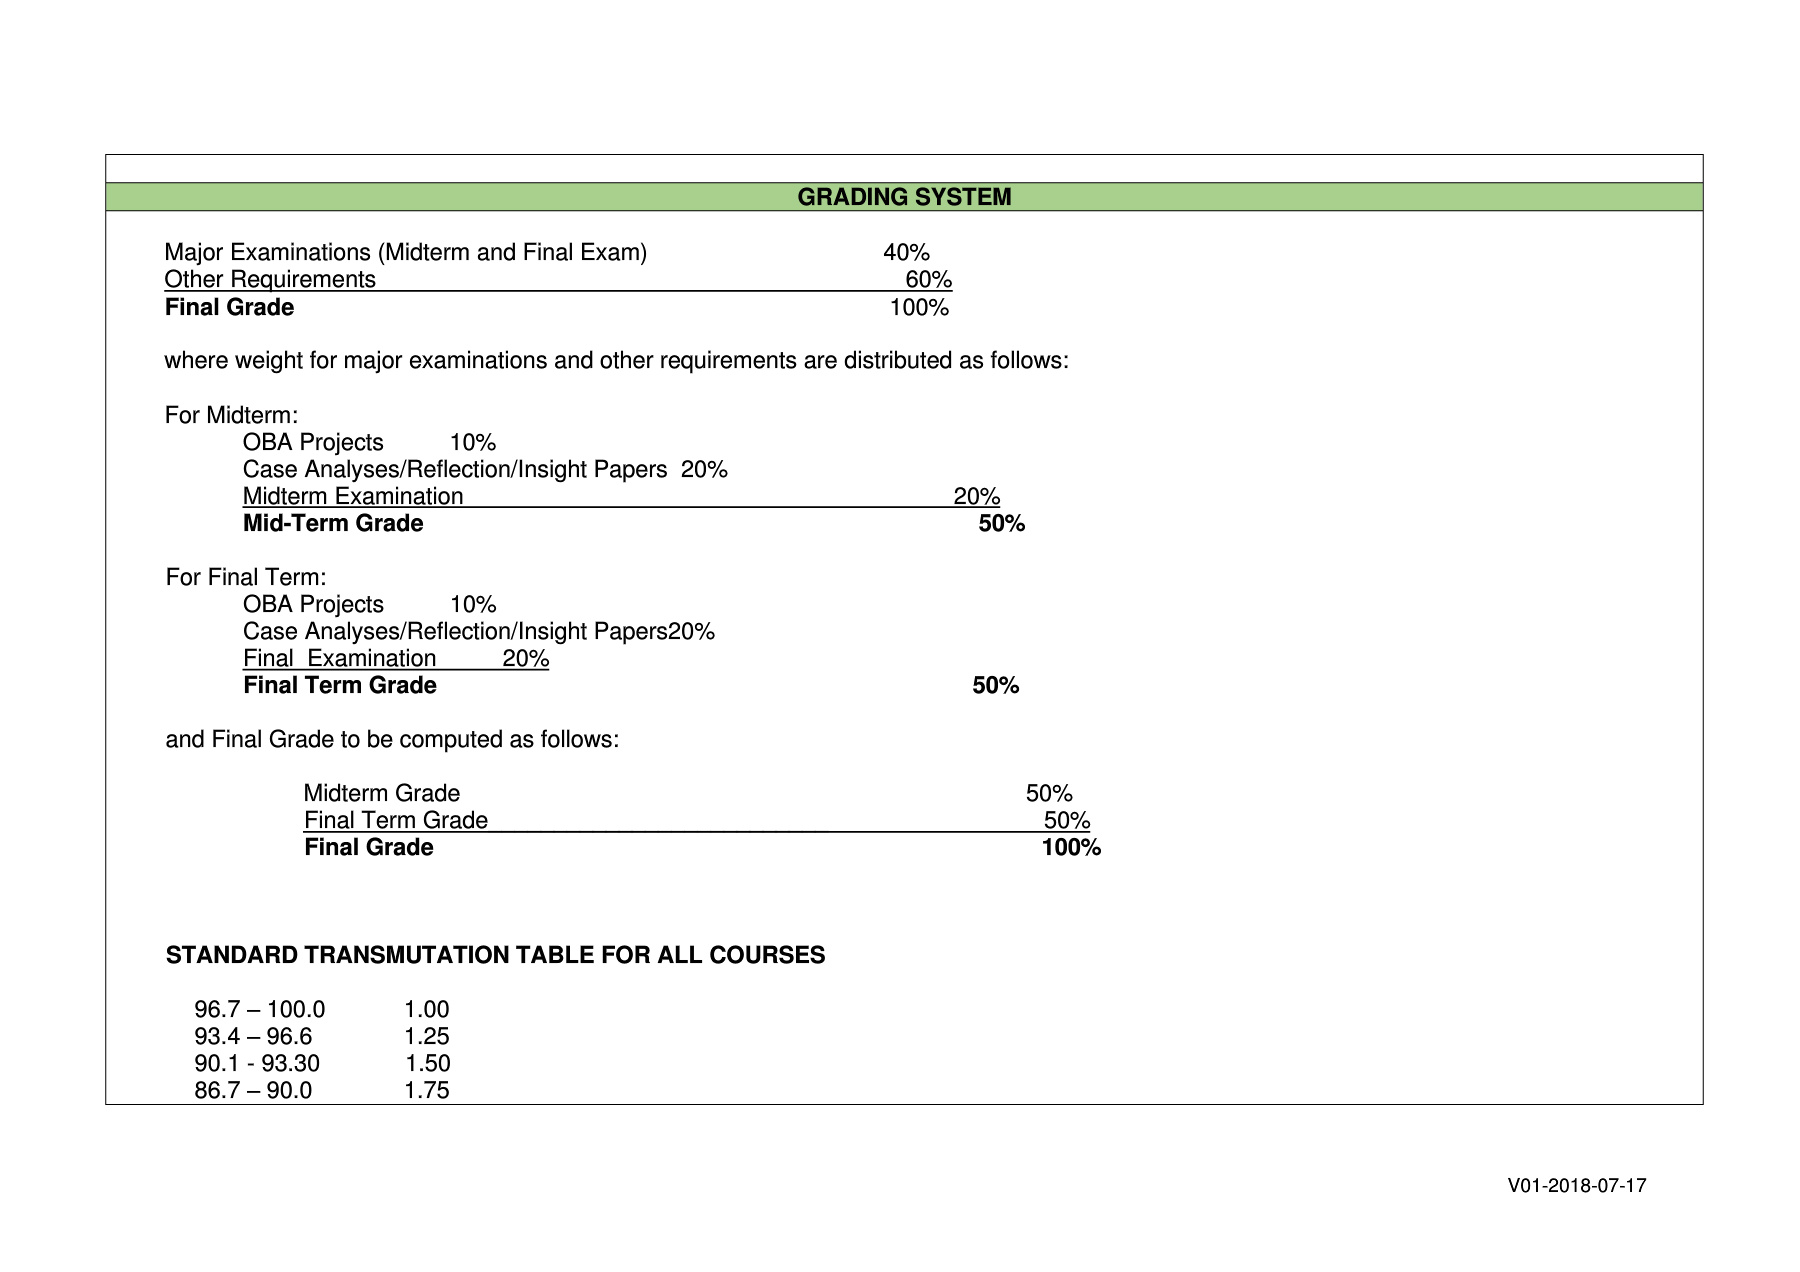 GRADING SYSTEM
Major Examinations (Midterm and Final Exam) 40%
Other Requirements 60%
Final Grade 100%
where weight for major examinations and other requirements are distributed as follows:
For Midterm:
OBA Projects 10%
Case Analyses/Reflection/Insight Papers 20%
Midterm Examination 20%
Mid-Term Grade 50%
For Final Term:
OBA Projects 10%
Case Analyses/Reflection/Insight Papers20%
Final Examination 20%
Final Term Grade 50%
and Final Grade to be computed as follows:
Midterm Grade 50%
Final Term Grade 50%
Final Grade 100%
STANDARD TRANSMUTATION TABLE FOR ALL COURSES
96.7 – 100.0 1.00
93.4 – 96.6 1.25
90.1 - 93.30 1.50
86.7 – 90.0 1.75
V01-2018-07-17